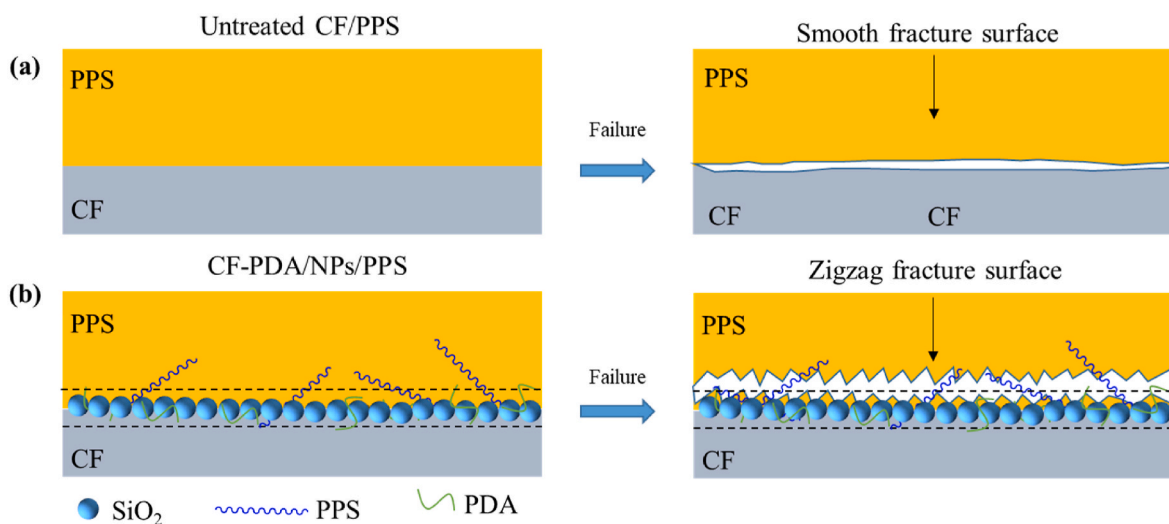 Untreated CF/PPS
Smooth fracture surface
(a)
PPS
PPS
Failure
CF
CF
CF
CF-PDA/NPs/PPS
Zigzag fracture surface
(b)
PPS
PPS
Failure
CF
CF
SiO₂
PPS
PDA